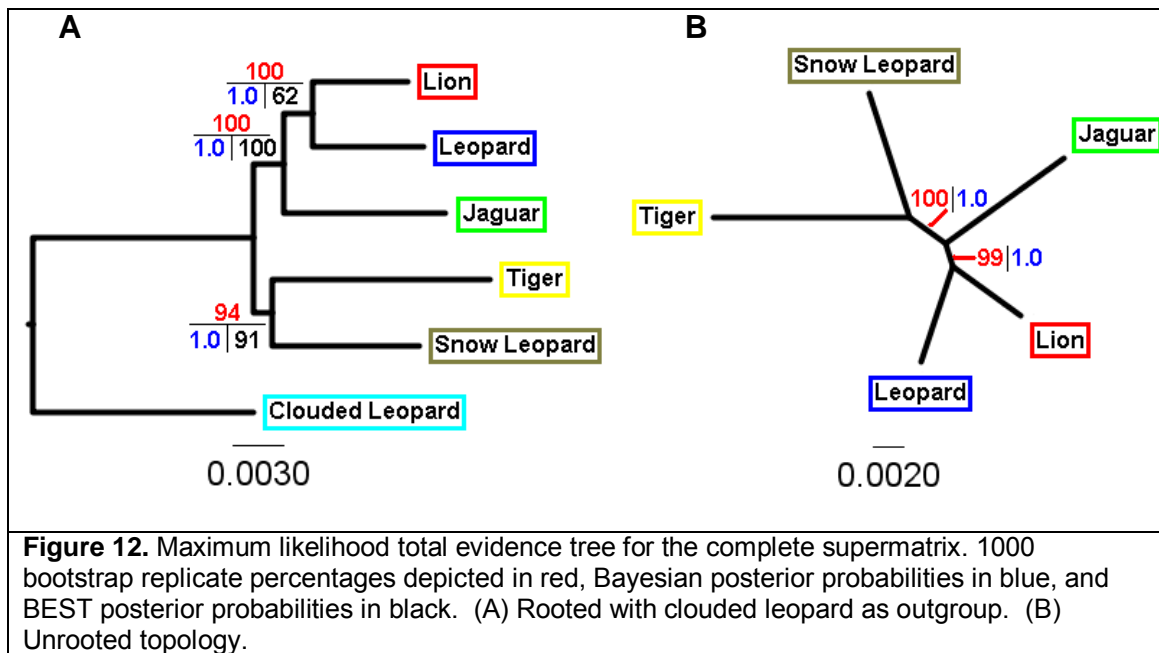 A
100
1.0|62
Lion
100
1.0|100
Leopard
Jaguar
Tiger
94
1.0|91
Snow Leopard
Clouded Leopard
0.0030
B
Snow Leopard
Jaguar
Tiger
100|1.0
99|1.0
Lion
Leopard
0.0020
Figure 12. Maximum likelihood total evidence tree for the complete supermatrix. 1000
bootstrap replicate percentages depicted in red, Bayesian posterior probabilities in blue, and
BEST posterior probabilities in black. (A) Rooted with clouded leopard as outgroup. (B)
Unrooted topology.